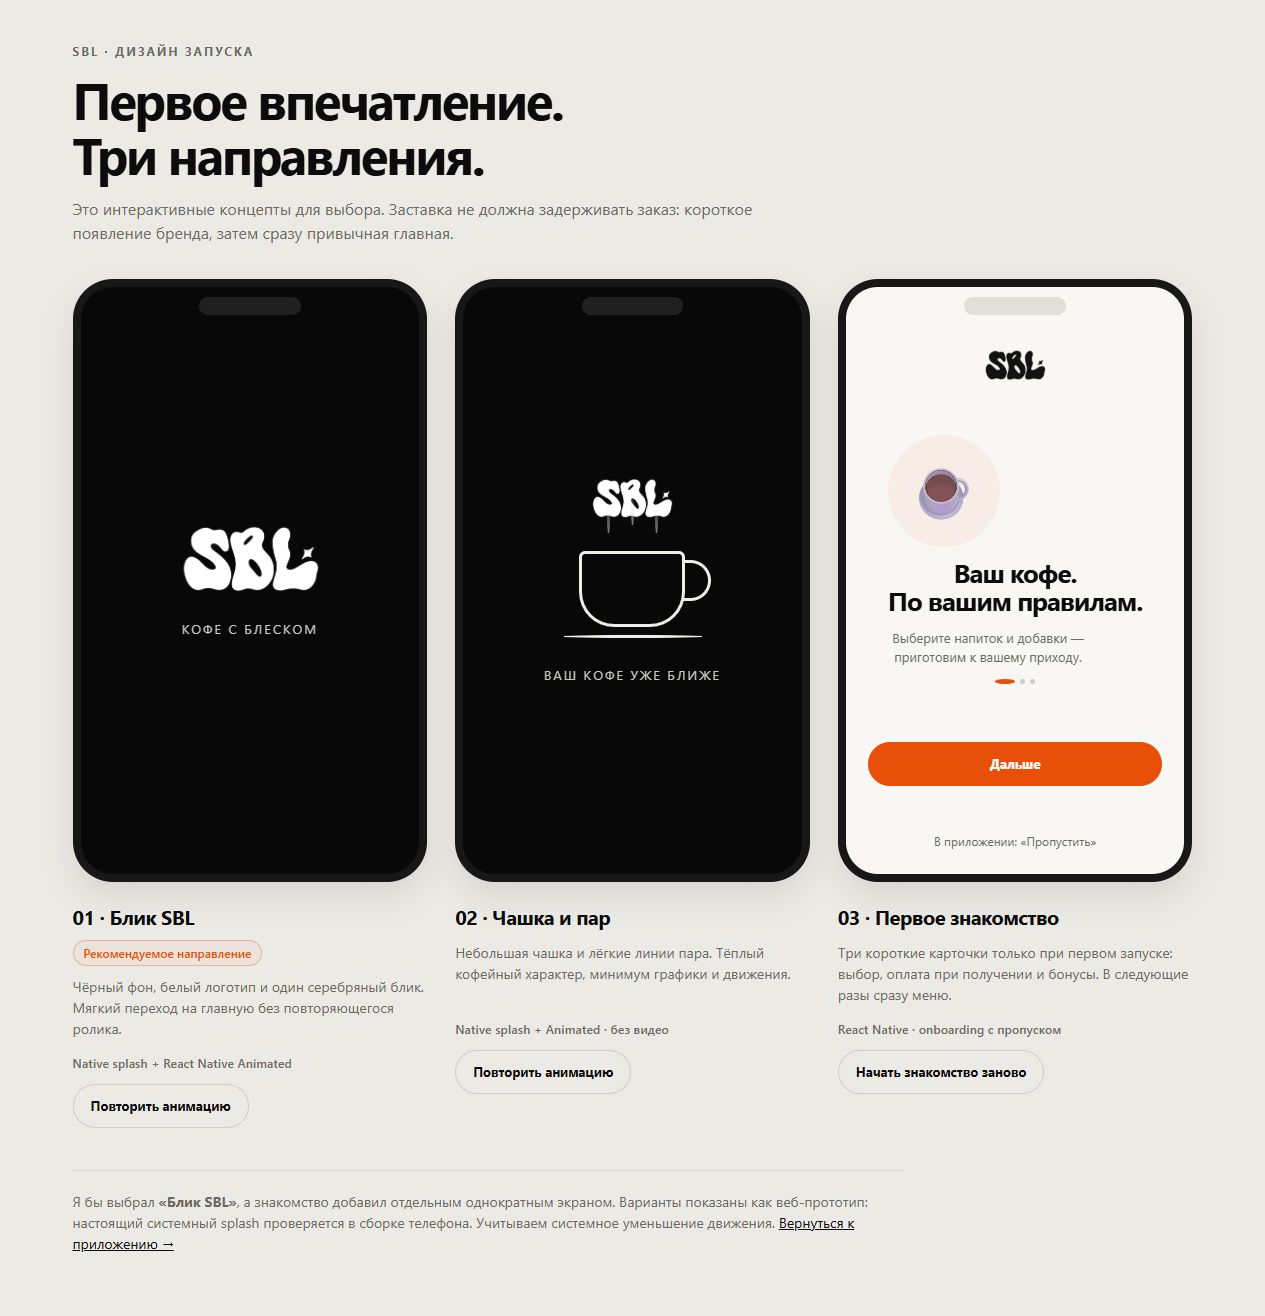 SBL · ДИЗАЙН ЗАПУСКА
Первое впечатление.
Три направления.
Это интерактивные концепты для выбора. Заставка не должна задерживать заказ: короткое
появление бренда, затем сразу привычная главная.
SBL
КОФЕ С БЛЕСКОМ
SBL
ВАШ КОФЕ УЖЕ БЛИЖЕ
SBL
Ваш кофе.
По вашим правилам.
Выберите напиток и добавки —
приготовим к вашему приходу.
Дальше
В приложении: «Пропустить»
01 · Блик SBL
Рекомендуемое направление
Чёрный фон, белый логотип и один серебряный блик.
Мягкий переход на главную без повторяющегося
ролика.
Native splash + React Native Animated
Повторить анимацию
02 · Чашка и пар
Небольшая чашка и лёгкие линии пара. Тёплый
кофейный характер, минимум графики и движения.
Native splash + Animated · без видео
Повторить анимацию
03 · Первое знакомство
Три короткие карточки только при первом запуске:
выбор, оплата при получении и бонусы. В следующие
разы сразу меню.
React Native · onboarding с пропуском
Начать знакомство заново
Я бы выбрал «Блик SBL», а знакомство добавил отдельным однократным экраном. Варианты показаны как веб-прототип:
настоящий системный splash проверяется в сборке телефона. Учитываем системное уменьшение движения. Вернуться к
приложению →